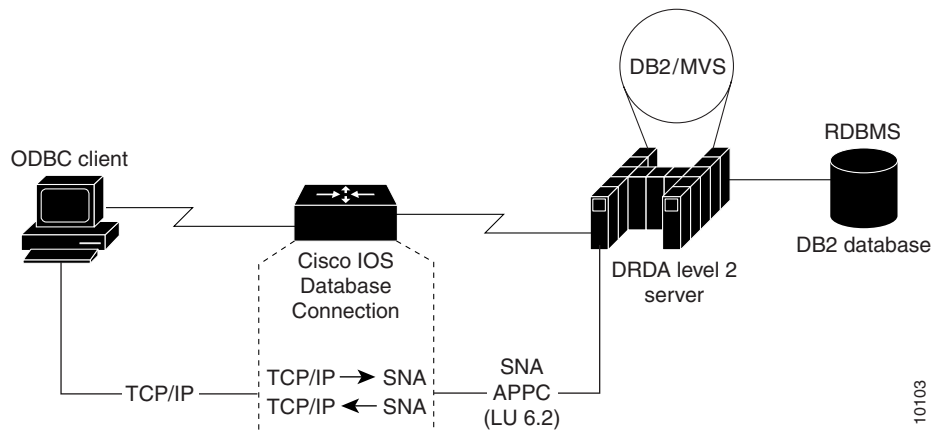 DB2/MVS
RDBMS
ODBC client
DB2 database
Cisco IOS
Database
Connection
DRDA level 2
server
TCP/IP
TCP/IP → SNA
TCP/IP ← SNA
SNA
APPC
(LU 6.2)
10103